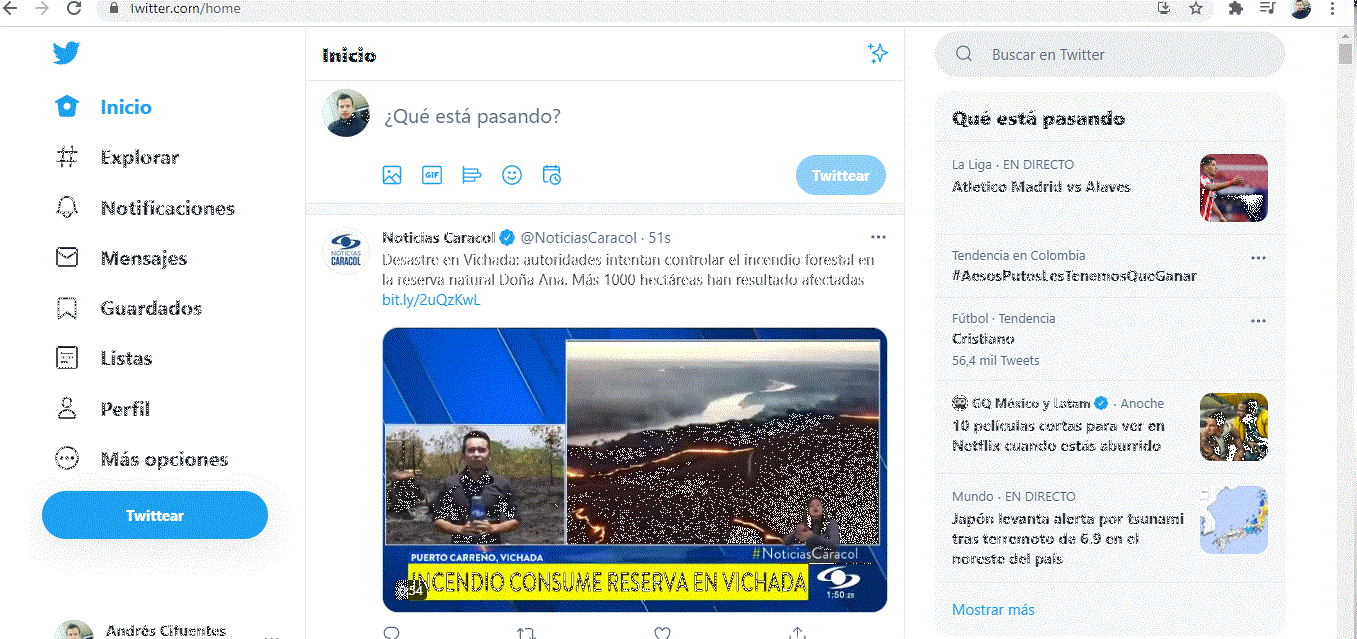 twitter.com/home
Inicio
Explorar
Notificaciones
Mensajes
Guardados
Listas
Perfil
Más opciones
Twittear
Andrés Cifuentes
Inicio
¿Qué está pasando?
GIF
Twittear
Noticias Caracol @NoticiasCaracol · 51s
Desastre en Vichada: autoridades intentan controlar el incendio forestal en
la reserva natural Doña Ana. Más 1000 hectáreas han resultado afectadas
bit.ly/2uQzKwL
NOTICIAS
CARACOL
PUERTO CARREÑO, VICHADA
#NoticiasCaracol
INCENDIO CONSUME RESERVA EN VICHADA
1:50:25
Buscar en Twitter
Qué está pasando
La Liga · EN DIRECTO
Atletico Madrid vs Alaves
Tendencia en Colombia
#AesosPutosLesTenemosQueGanar
Fútbol · Tendencia
Cristiano
56,4 mil Tweets
GQ México y Latam · Anoche
10 películas cortas para ver en
Netflix cuando estás aburrido
Mundo · EN DIRECTO
Japón levanta alerta por tsunami
tras terremoto de 6.9 en el
noreste del país
Mostrar más